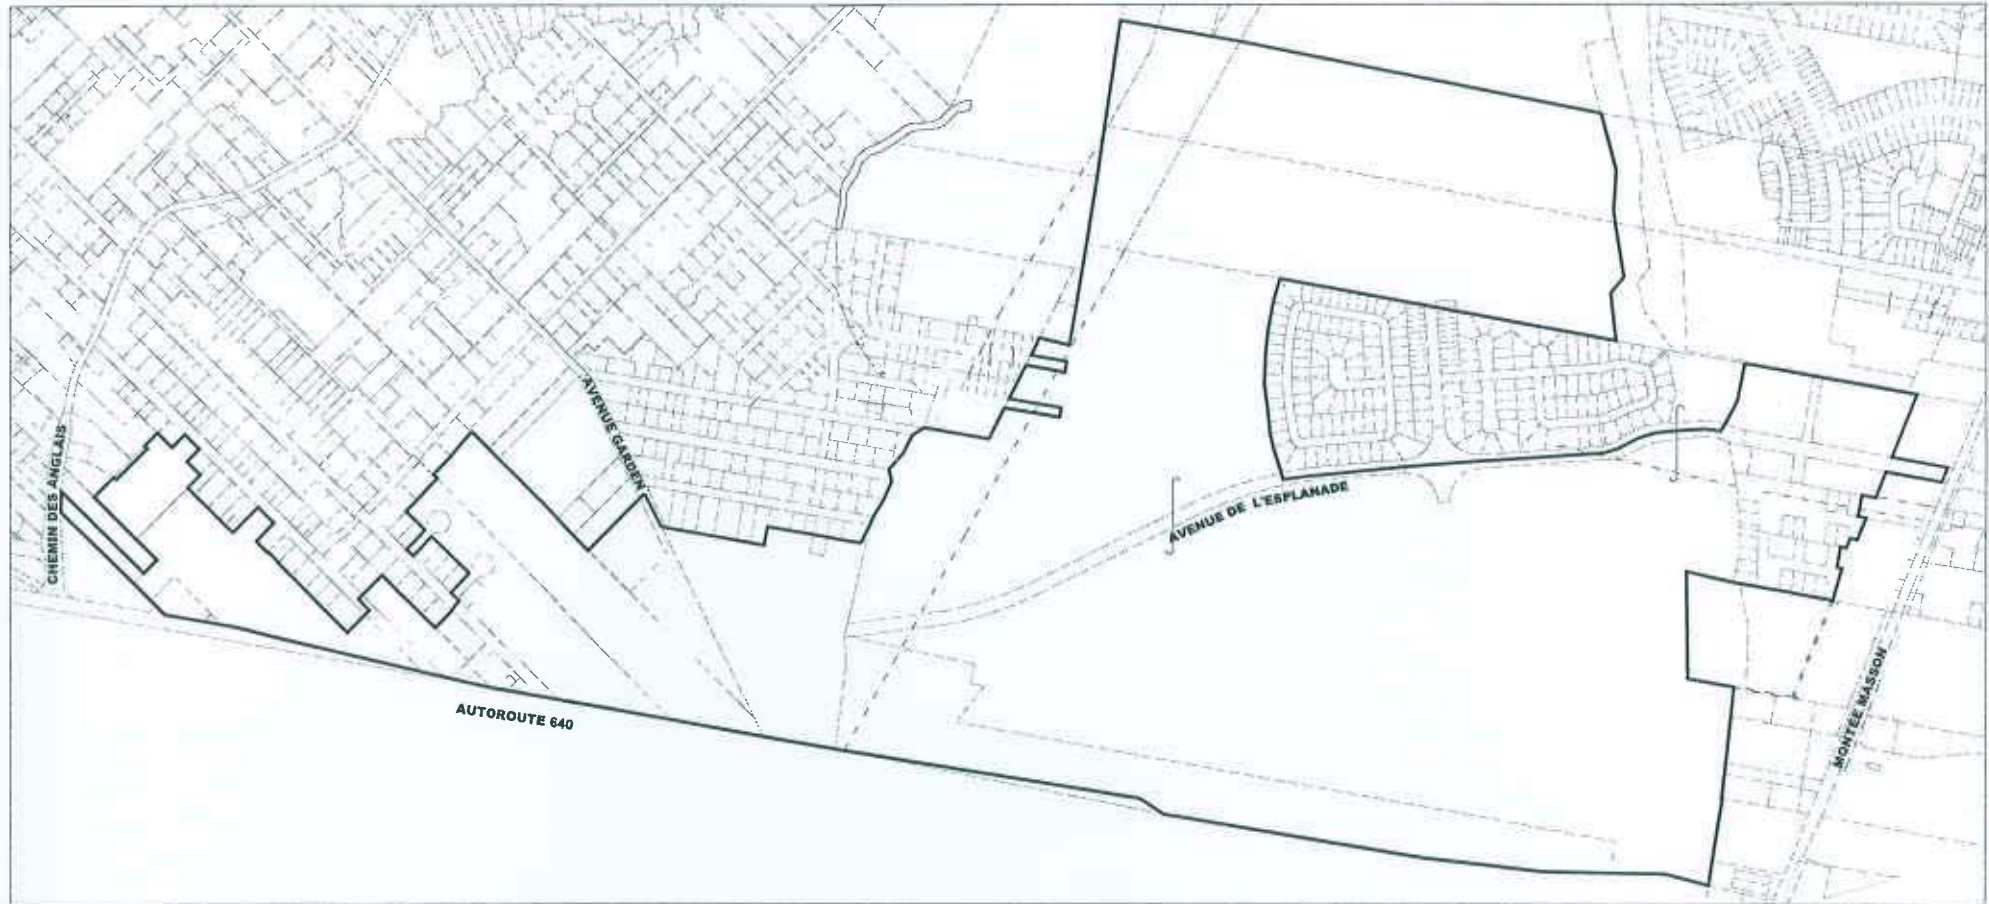 CHEMIN DES ANGLAIS
AVENUE GARDEN
AVENUE DE L'ESPLANADE
AUTOROUTE 640
MONTÉE MASSON